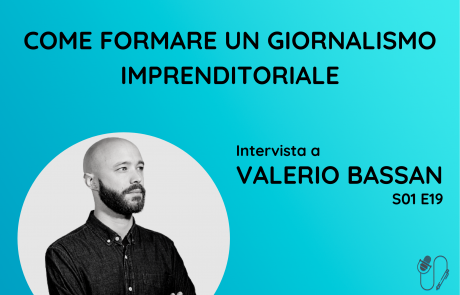 COME FORMARE UN GIORNALISMO
IMPRENDITORIALE
Intervista a
VALERIO BASSAN
S01 E19